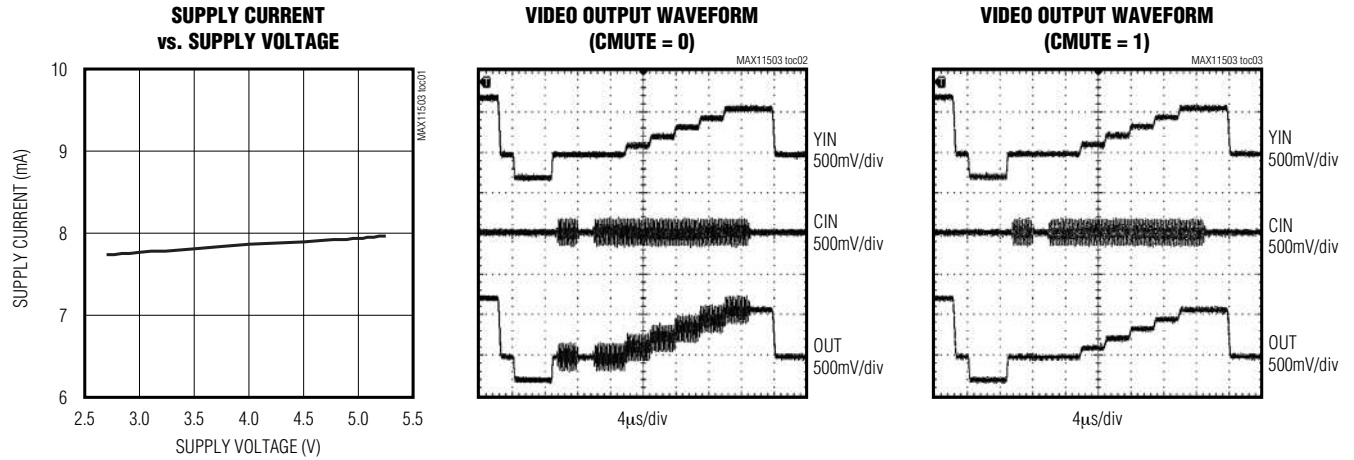 SUPPLY CURRENT
vs. SUPPLY VOLTAGE
MAX11503 toc01
10
9
8
7
6
SUPPLY CURRENT (mA)
2.5 3.0 3.5 4.0 4.5 5.0 5.5
SUPPLY VOLTAGE (V)
VIDEO OUTPUT WAVEFORM
(CMUTE = 0)
MAX11503 toc02
T
YIN
500mV/div
CIN
500mV/div
OUT
500mV/div
4µs/div
VIDEO OUTPUT WAVEFORM
(CMUTE = 1)
MAX11503 toc03
T
YIN
500mV/div
CIN
500mV/div
OUT
500mV/div
4µs/div